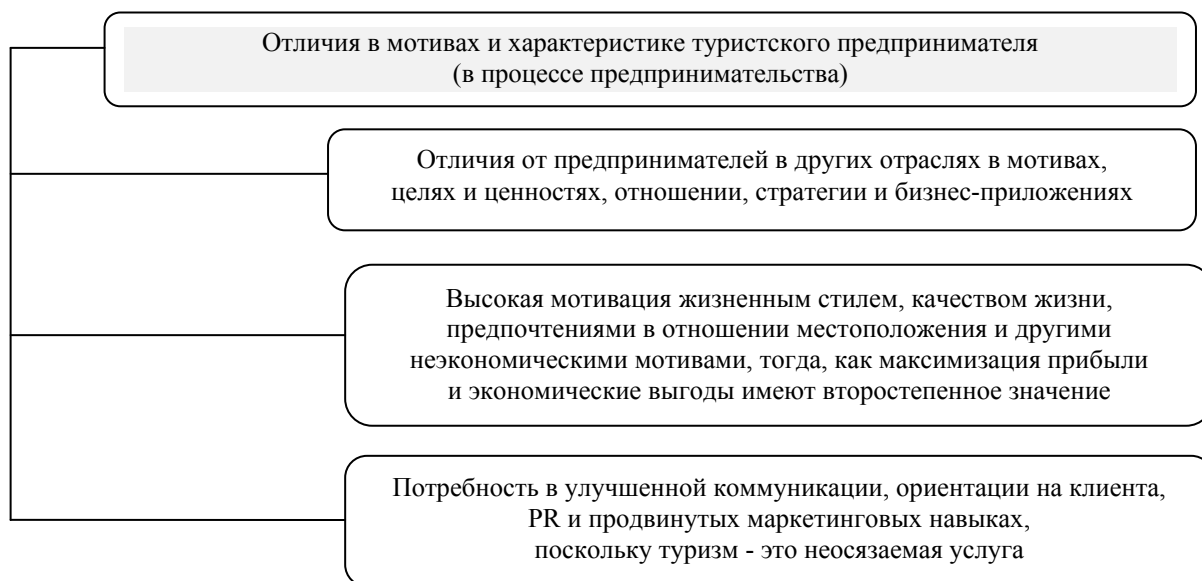 Отличия в мотивах и характеристике туристского предпринимателя
(в процессе предпринимательства)
Отличия от предпринимателей в других отраслях в мотивах,
целях и ценностях, отношении, стратегии и бизнес-приложениях
Высокая мотивация жизненным стилем, качеством жизни,
предпочтениями в отношении местоположения и другими
неэкономическими мотивами, тогда, как максимизация прибыли
и экономические выгоды имеют второстепенное значение
Потребность в улучшенной коммуникации, ориентации на клиента,
PR и продвинутых маркетинговых навыках,
поскольку туризм - это неосязаемая услуга